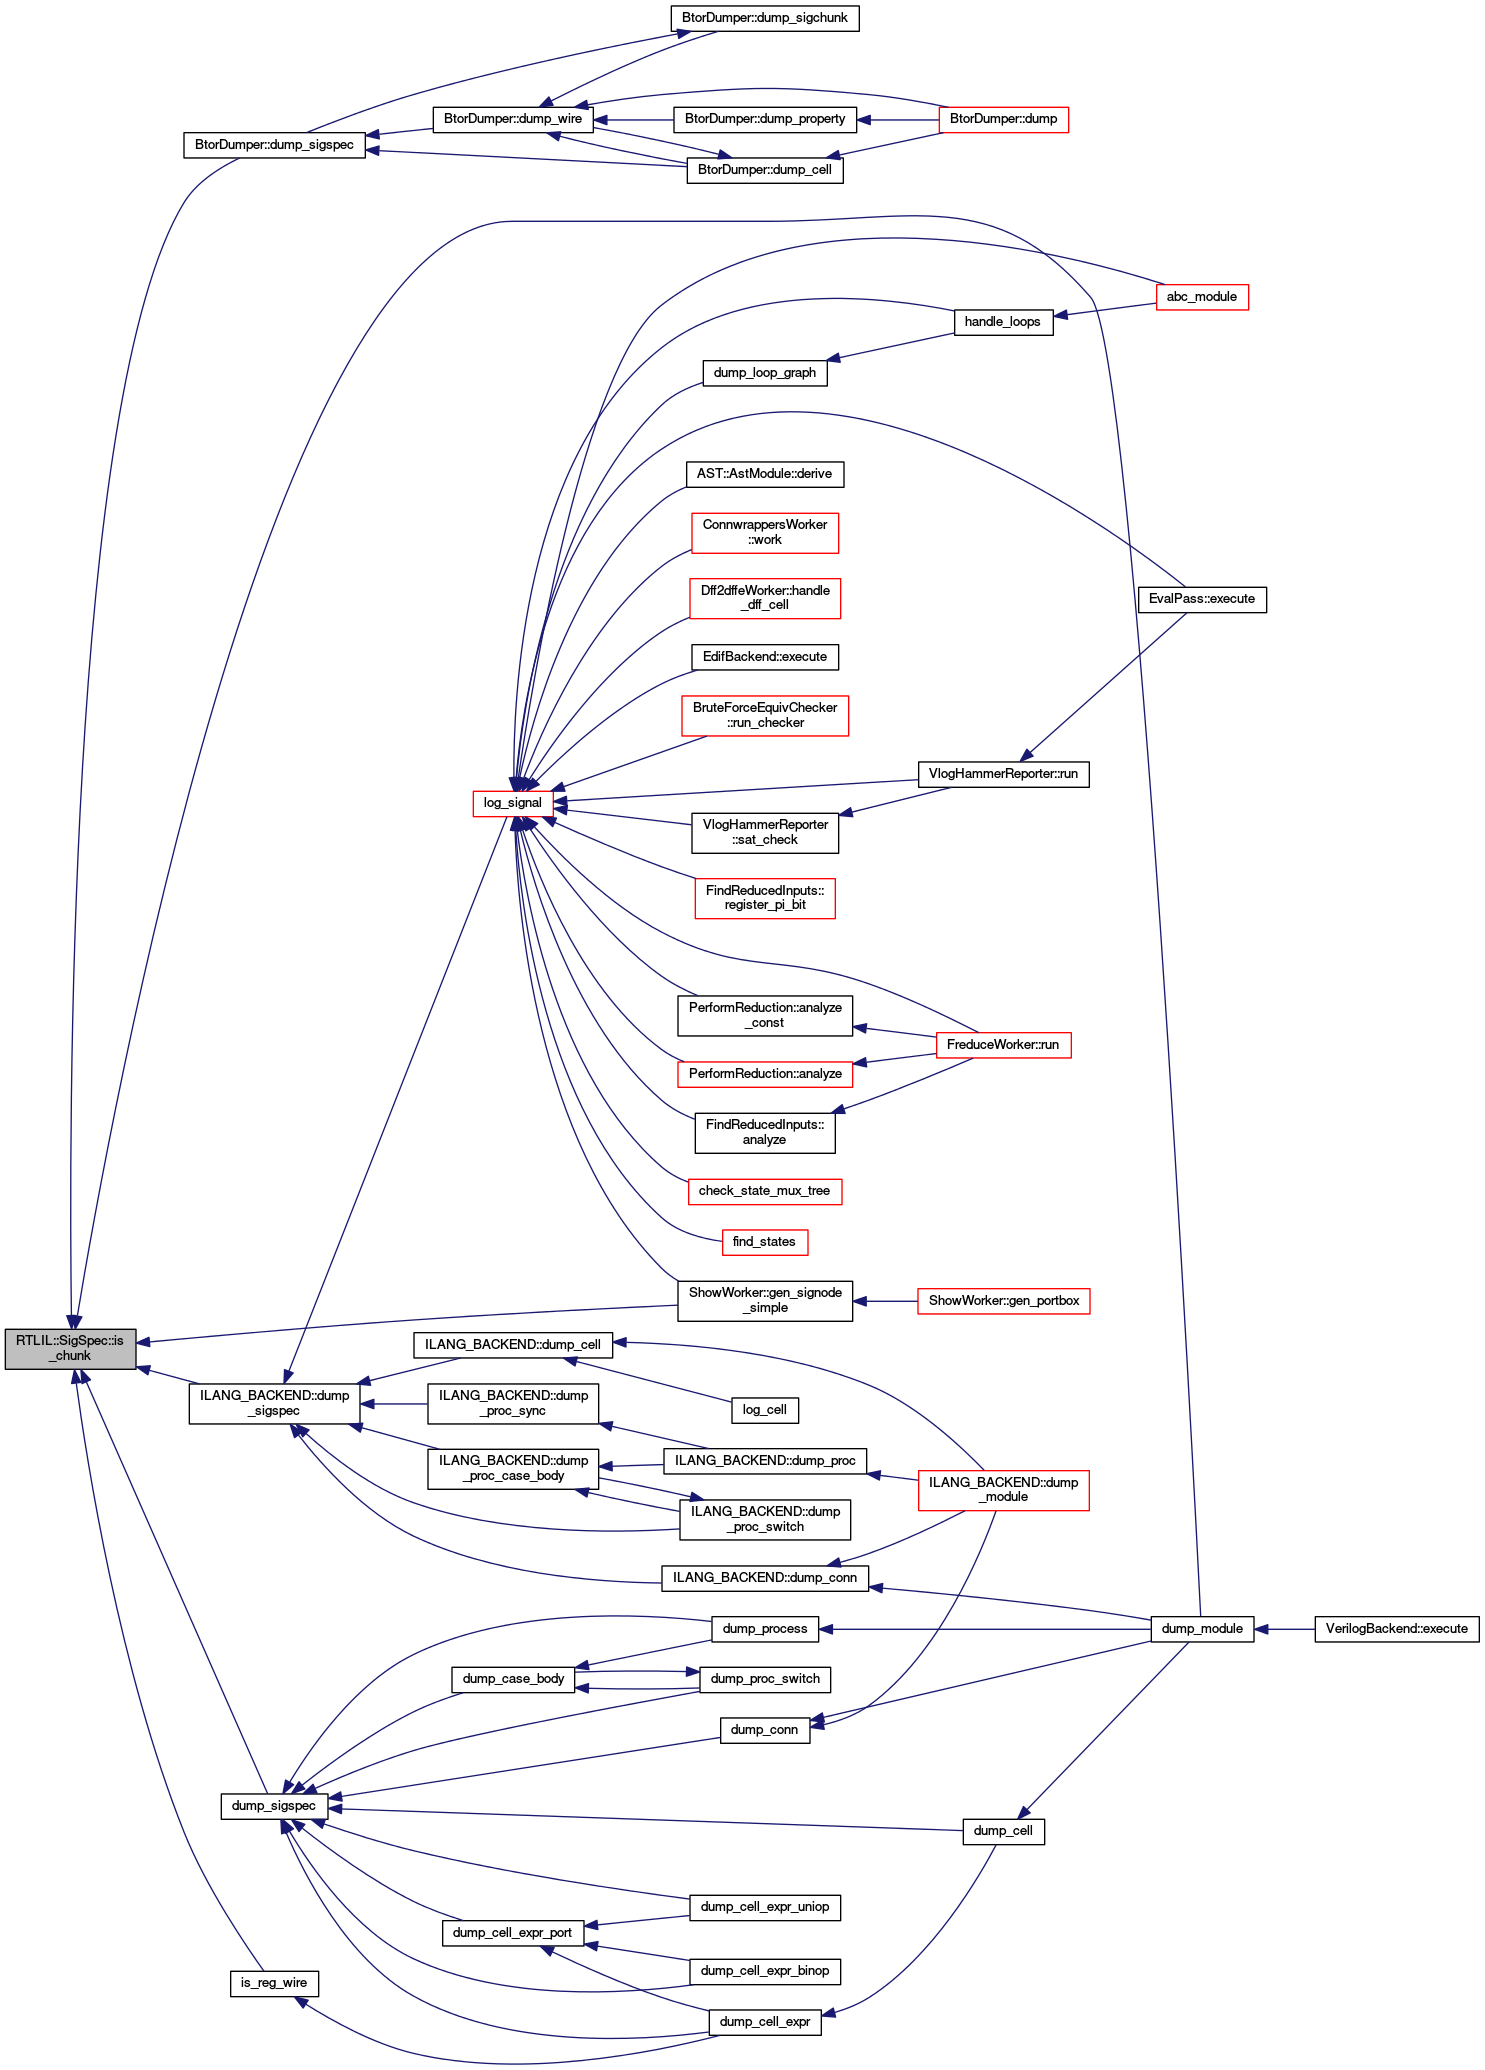 BtorDumper::dump_sigchunk
BtorDumper::dump_wire
BtorDumper::dump_property
BtorDumper::dump
BtorDumper::dump_sigspec
BtorDumper::dump_cell
abc_module
handle_loops
dump_loop_graph
AST::AstModule::derive
ConnwrappersWorker
::work
Dff2dffeWorker::handle
_dff_cell
EvalPass::execute
EdifBackend::execute
BruteForceEquivChecker
::run_checker
VlogHammerReporter::run
log_signal
VlogHammerReporter
::sat_check
FindReducedInputs::
register_pi_bit
PerformReduction::analyze
_const
FreduceWorker::run
PerformReduction::analyze
FindReducedInputs::
analyze
check_state_mux_tree
find_states
ShowWorker::gen_signode
_simple
ShowWorker::gen_portbox
RTLIL::SigSpec::is
_chunk
ILANG_BACKEND::dump_cell
ILANG_BACKEND::dump
_sigspec
ILANG_BACKEND::dump
_proc_sync
log_cell
ILANG_BACKEND::dump
_proc_case_body
ILANG_BACKEND::dump_proc
ILANG_BACKEND::dump
_module
ILANG_BACKEND::dump
_proc_switch
ILANG_BACKEND::dump_conn
dump_process
dump_module
VerilogBackend::execute
dump_case_body
dump_proc_switch
dump_conn
dump_sigspec
dump_cell
dump_cell_expr_uniop
dump_cell_expr_port
dump_cell_expr_binop
is_reg_wire
dump_cell_expr